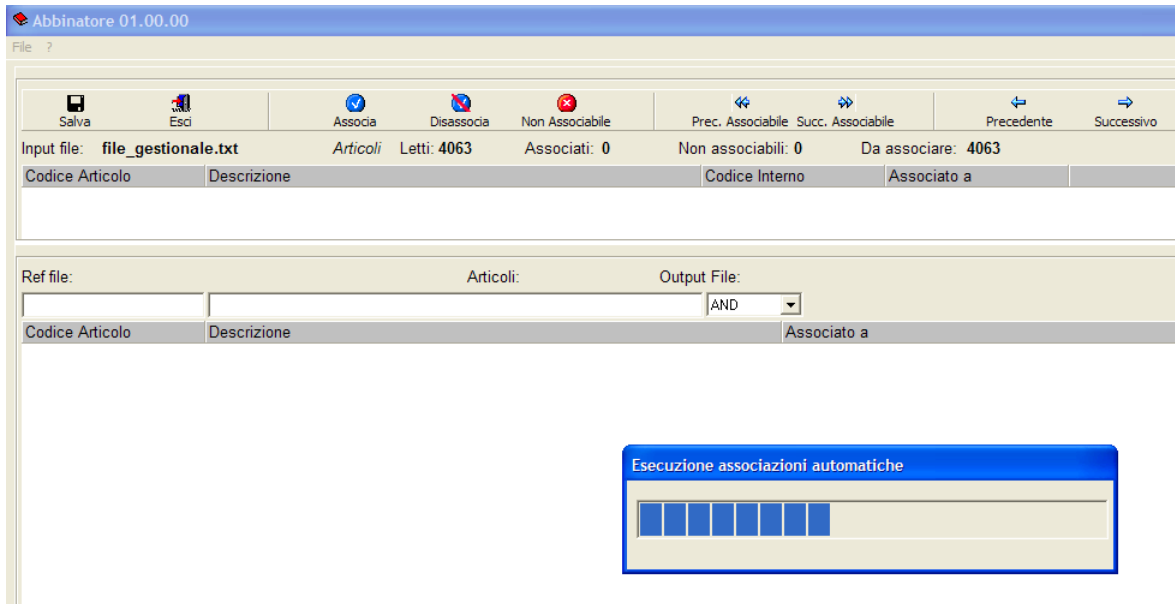 Abbinatore 01.00.00
File ?
Salva Esci Associa Disassocia Non Associabile Prec. Associabile Succ. Associabile Precedente Successivo
Input file: file_gestionale.txt Articoli Letti: 4063 Associati: 0 Non associabili: 0 Da associare: 4063
Codice Articolo Descrizione Codice Interno Associato a
Ref file: Articoli: Output File:
AND
Codice Articolo Descrizione Associato a
Esecuzione associazioni automatiche